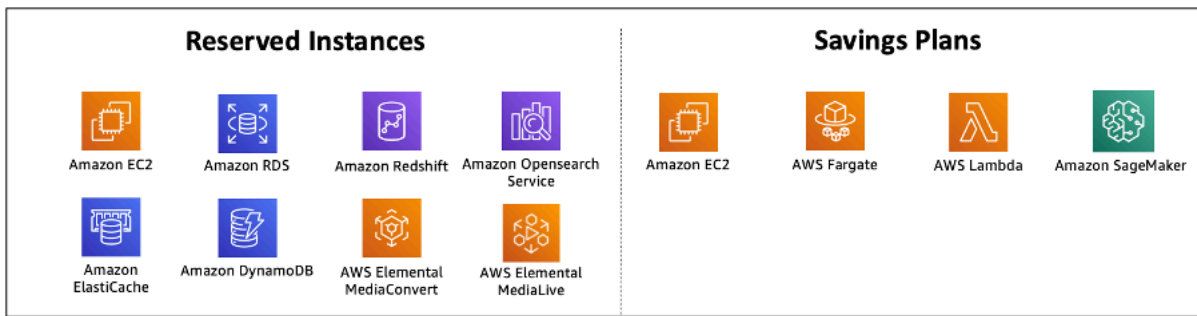 Reserved Instances
Savings Plans
Amazon EC2
Amazon RDS
Amazon Redshift
Amazon Opensearch
Service
Amazon EC2
AWS Fargate
AWS Lambda
Amazon SageMaker
Amazon
ElastiCache
Amazon DynamoDB
AWS Elemental
MediaConvert
AWS Elemental
MediaLive